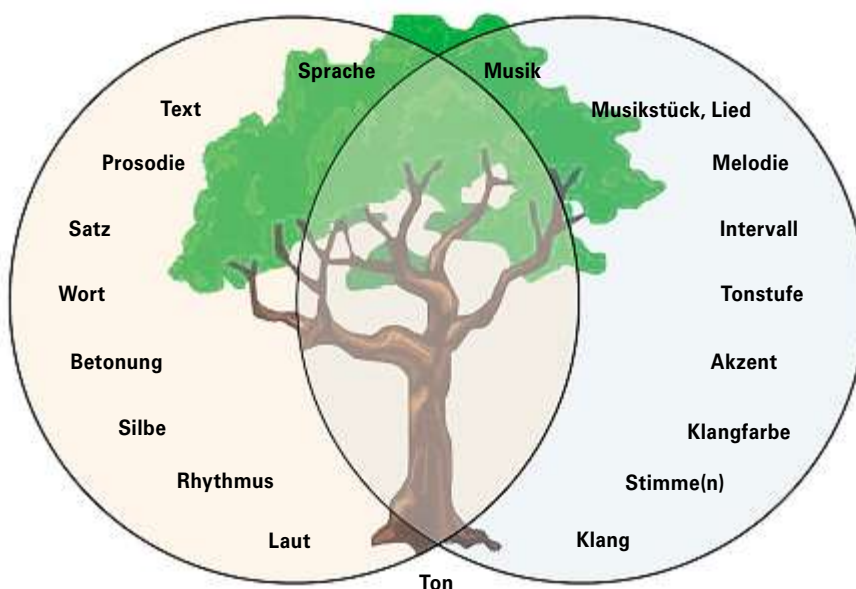 Sprache
Musik
Text
Musikstück, Lied
Prosodie
Melodie
Satz
Intervall
Wort
Tonstufe
Betonung
Akzent
Silbe
Klangfarbe
Rhythmus
Stimme(n)
Laut
Klang
Ton